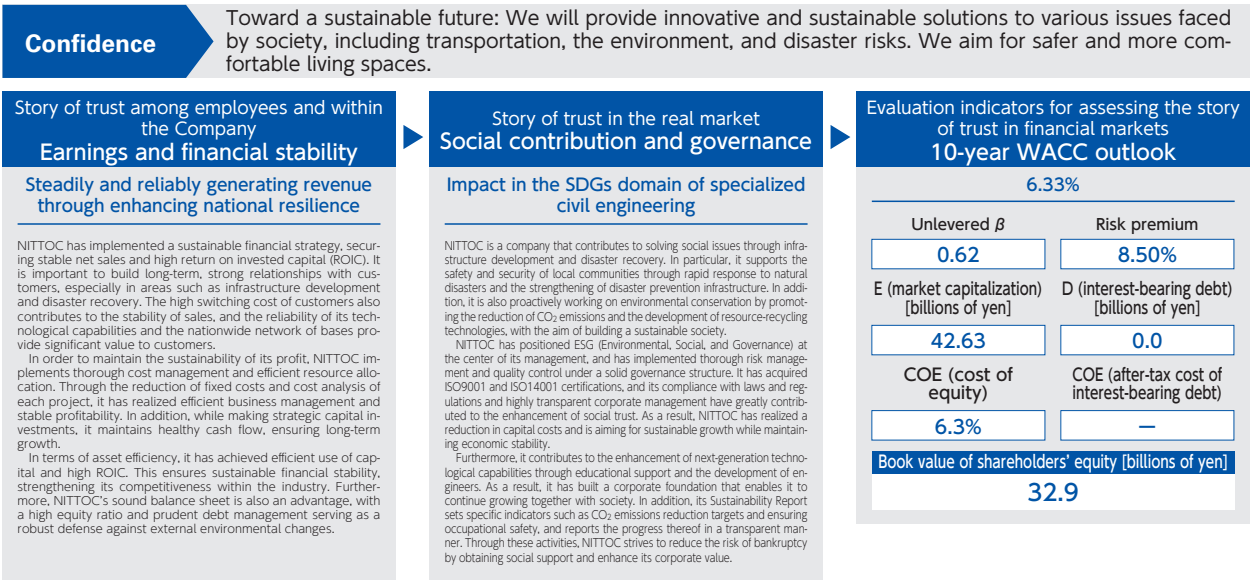 Confidence
Toward a sustainable future: We will provide innovative and sustainable solutions to various issues faced
by society, including transportation, the environment, and disaster risks. We aim for safer and more com-
fortable living spaces.
Story of trust among employees and within
the Company
Earnings and financial stability
Steadily and reliably generating revenue
through enhancing national resilience
NITTOC has implemented a sustainable financial strategy, secur-
ing stable net sales and high return on invested capital (ROIC). It
is important to build long-term, strong relationships with cus-
tomers, especially in areas such as infrastructure development
and disaster recovery. The high switching cost of customers also
contributes to the stability of sales, and the reliability of its tech-
nological capabilities and the nationwide network of bases pro-
vide significant value to customers.
In order to maintain the sustainability of its profit, NITTOC im-
plements thorough cost management and efficient resource allo-
cation. Through the reduction of fixed costs and cost analysis of
each project, it has realized efficient business management and
stable profitability. In addition, while making strategic capital in-
vestments, it maintains healthy cash flow, ensuring long-term
growth.
In terms of asset efficiency, it has achieved efficient use of cap-
ital and high ROIC. This ensures sustainable financial stability,
strengthening its competitiveness within the industry. Further-
more, NITTOC's sound balance sheet is also an advantage, with
a high equity ratio and prudent debt management serving as a
robust defense against external environmental changes.
Story of trust in the real market
Social contribution and governance
Impact in the SDGs domain of specialized
civil engineering
NITTOC is a company that contributes to solving social issues through infra-
structure development and disaster recovery. In particular, it supports the
safety and security of local communities through rapid response to natural
disasters and the strengthening of disaster prevention infrastructure. In addi-
tion, it is also proactively working on environmental conservation by promot-
ing the reduction of CO₂ emissions and the development of resource-recycling
technologies, with the aim of building a sustainable society.
NITTOC has positioned ESG (Environmental, Social, and Governance) at
the center of its management, and has implemented thorough risk manage-
ment and quality control under a solid governance structure. It has acquired
ISO9001 and ISO14001 certifications, and its compliance with laws and reg-
ulations and highly transparent corporate management have greatly contrib-
uted to the enhancement of social trust. As a result, NITTOC has realized a
reduction in capital costs and is aiming for sustainable growth while maintain-
ing economic stability.
Furthermore, it contributes to the enhancement of next-generation techno-
logical capabilities through educational support and the development of en-
gineers. As a result, it has built a corporate foundation that enables it to
continue growing together with society. In addition, its Sustainability Report
sets specific indicators such as CO₂ emissions reduction targets and ensuring
occupational safety, and reports the progress thereof in a transparent man-
ner. Through these activities, NITTOC strives to reduce the risk of bankruptcy
by obtaining social support and enhance its corporate value.
Evaluation indicators for assessing the story
of trust in financial markets
10-year WACC outlook
6.33%
Unlevered β
0.62
Risk premium
8.50%
E (market capitalization)
[billions of yen]
42.63
D (interest-bearing debt)
[billions of yen]
0.0
COE (cost of
equity)
6.3%
COE (after-tax cost of
interest-bearing debt)
—
Book value of shareholders' equity [billions of yen]
32.9